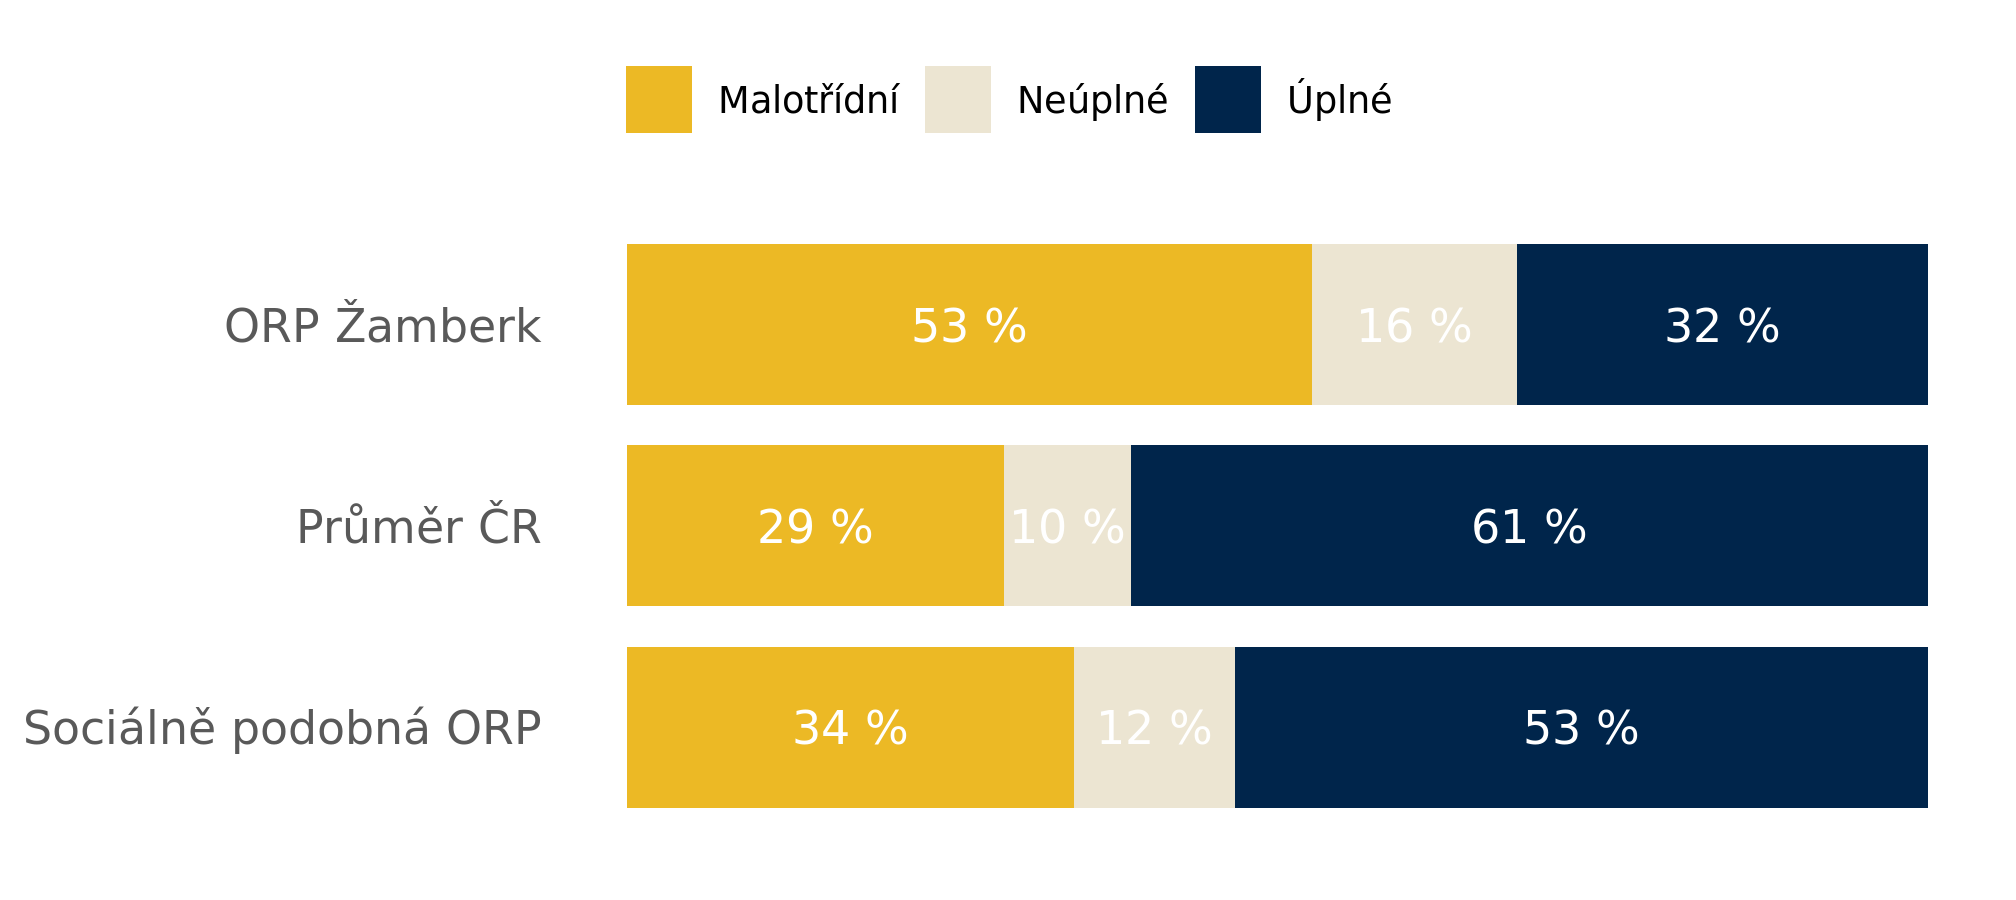 Malotřídní Neúplné Úplné
ORP Žamberk 53 % 16 % 32 %
Průměr ČR 29 % 10 % 61 %
Sociálně podobná ORP 34 % 12 % 53 %